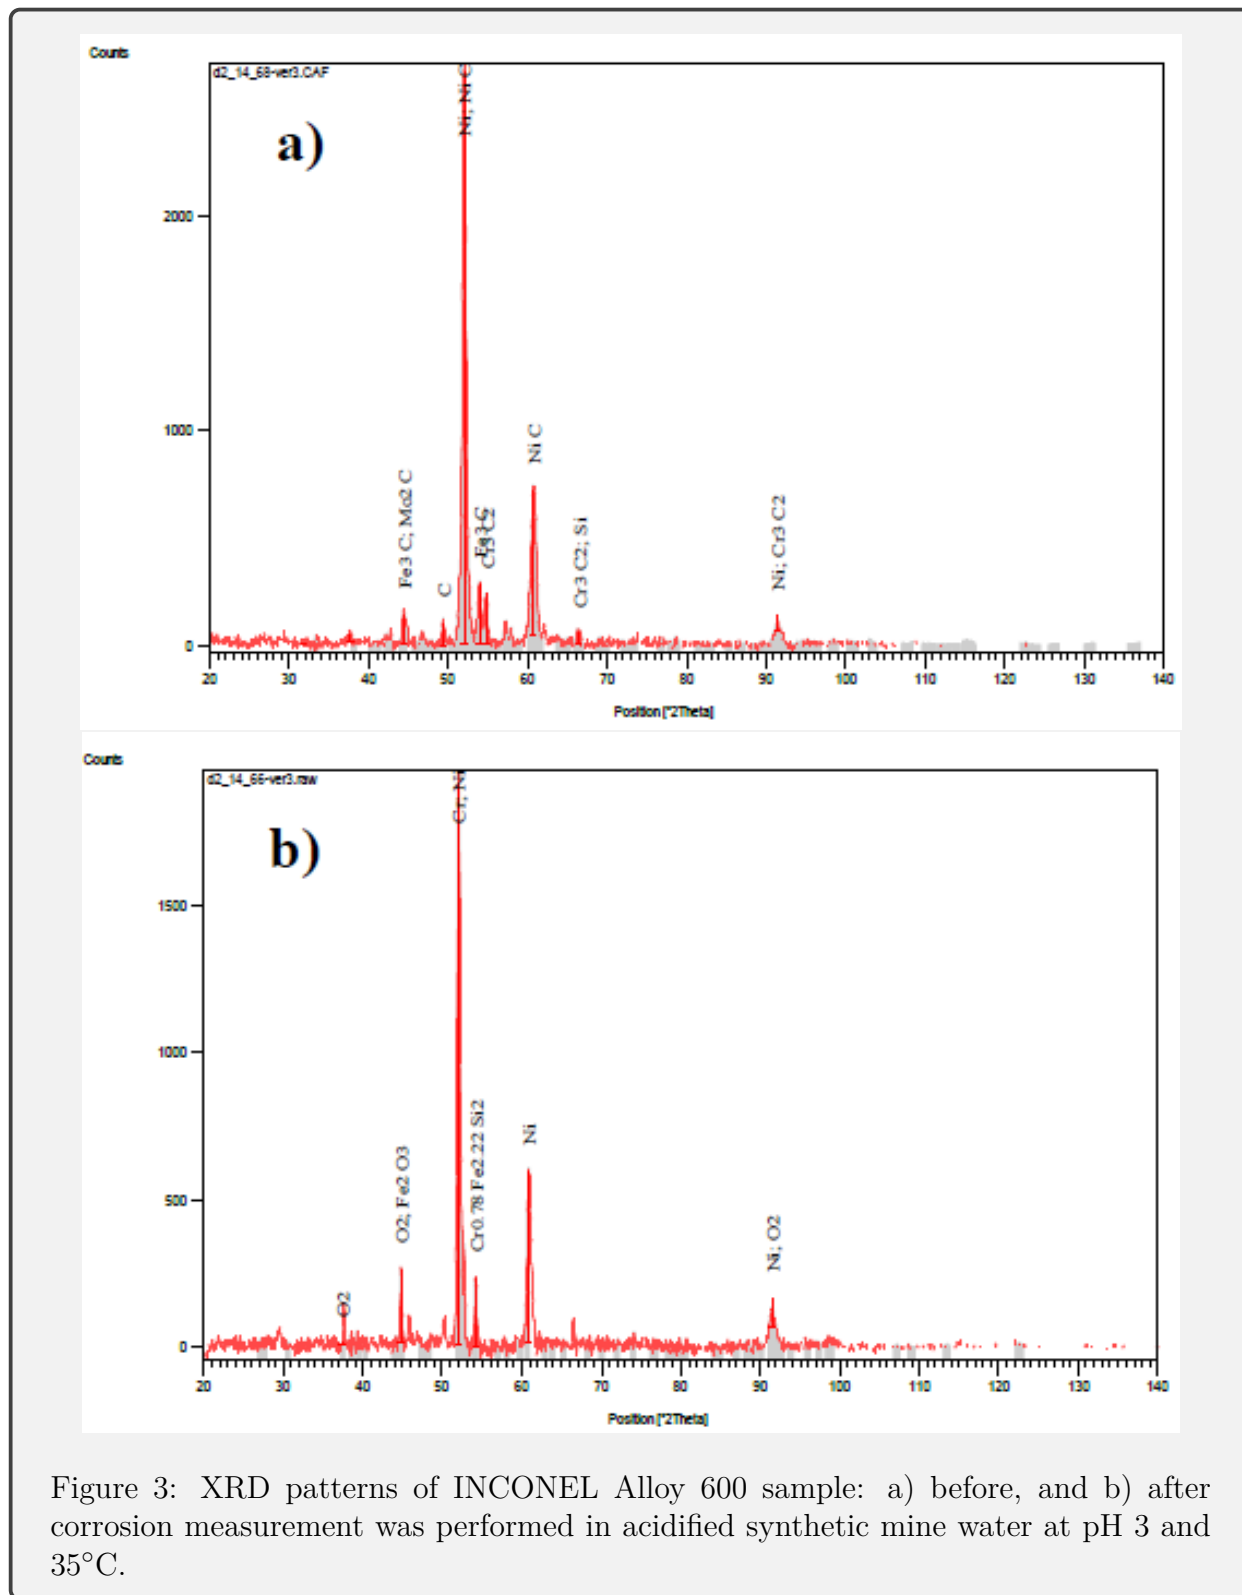 Counts
d2_14_68-ver3.CAF
a)
Ni; Ni C
2000
1000
0
Fe3 C; Mo2 C
C
Fe3 C
Cr3 C2
Ni C
Cr3 C2; Si
Ni; Cr3 C2
20 30 40 50 60 70 80 90 100 110 120 130 140
Position [°2Theta]
Counts
d2_14_66-ver3.raw
b)
Cr, Ni
1500
1000
500
0
O2
O2; Fe2 O3
Cr0.78 Fe2.22 Si2
Ni
Ni; O2
20 30 40 50 60 70 80 90 100 110 120 130 140
Position [°2Theta]
Figure 3: XRD patterns of INCONEL Alloy 600 sample: a) before, and b) after
corrosion measurement was performed in acidified synthetic mine water at pH 3 and
35°C.